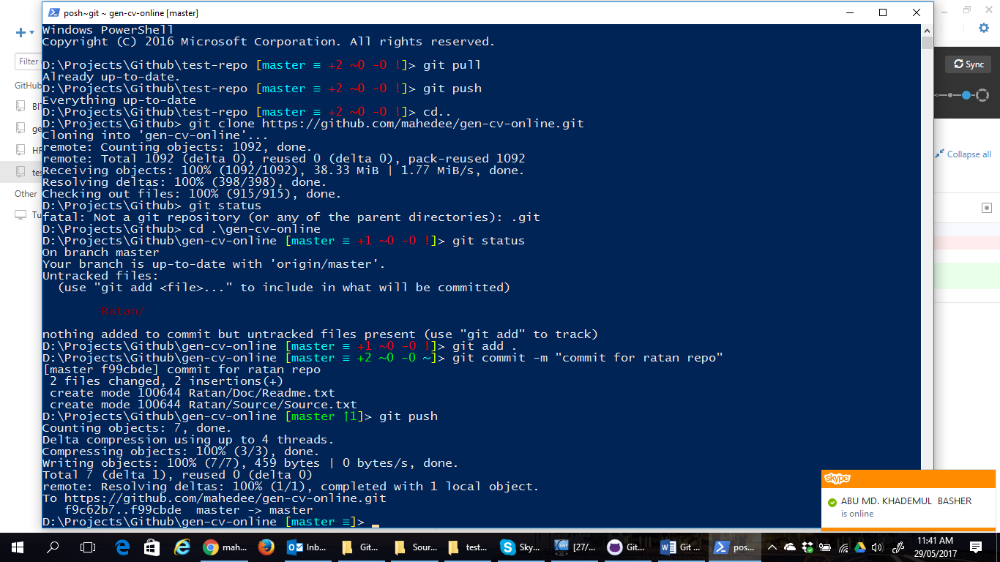 posh~git ~ gen-cv-online [master]
Windows PowerShell
Copyright (C) 2016 Microsoft Corporation. All rights reserved.
D:\Projects\Github\test-repo [master ≡ +2 ~0 -0 !]> git pull
Already up-to-date.
D:\Projects\Github\test-repo [master ≡ +2 ~0 -0 !]> git push
Everything up-to-date
D:\Projects\Github\test-repo [master ≡ +2 ~0 -0 !]> cd..
D:\Projects\Github> git clone https://github.com/mahedee/gen-cv-online.git
Cloning into 'gen-cv-online'...
remote: Counting objects: 1092, done.
remote: Total 1092 (delta 0), reused 0 (delta 0), pack-reused 1092
Receiving objects: 100% (1092/1092), 38.33 MiB | 1.77 MiB/s, done.
Resolving deltas: 100% (398/398), done.
Checking out files: 100% (915/915), done.
D:\Projects\Github> git status
fatal: Not a git repository (or any of the parent directories): .git
D:\Projects\Github> cd .\gen-cv-online
D:\Projects\Github\gen-cv-online [master ≡ +1 ~0 -0 !]> git status
On branch master
Your branch is up-to-date with 'origin/master'.
Untracked files:
  (use "git add <file>..." to include in what will be committed)
        Ratan/
nothing added to commit but untracked files present (use "git add" to track)
D:\Projects\Github\gen-cv-online [master ≡ +1 ~0 -0 !]> git add .
D:\Projects\Github\gen-cv-online [master ≡ +2 ~0 -0 ~]> git commit -m "commit for ratan repo"
[master f99cbde] commit for ratan repo
 2 files changed, 2 insertions(+)
 create mode 100644 Ratan/Doc/Readme.txt
 create mode 100644 Ratan/Source/Source.txt
D:\Projects\Github\gen-cv-online [master ↑1]> git push
Counting objects: 7, done.
Delta compression using up to 4 threads.
Compressing objects: 100% (3/3), done.
Writing objects: 100% (7/7), 459 bytes | 0 bytes/s, done.
Total 7 (delta 1), reused 0 (delta 0)
remote: Resolving deltas: 100% (1/1), completed with 1 local object.
To https://github.com/mahedee/gen-cv-online.git
   f9c62b7..f99cbde  master -> master
D:\Projects\Github\gen-cv-online [master ≡]>
Filter
GitHub
BI
ge
HR
tes
Other
Tu
Sync
Collapse all
skype
ABU MD. KHADEMUL BASHER
is online
mah...
Inb...
Git...
Sour...
test...
Sky...
[27/...
Git...
Git ...
pos...
11:41 AM
29/05/2017